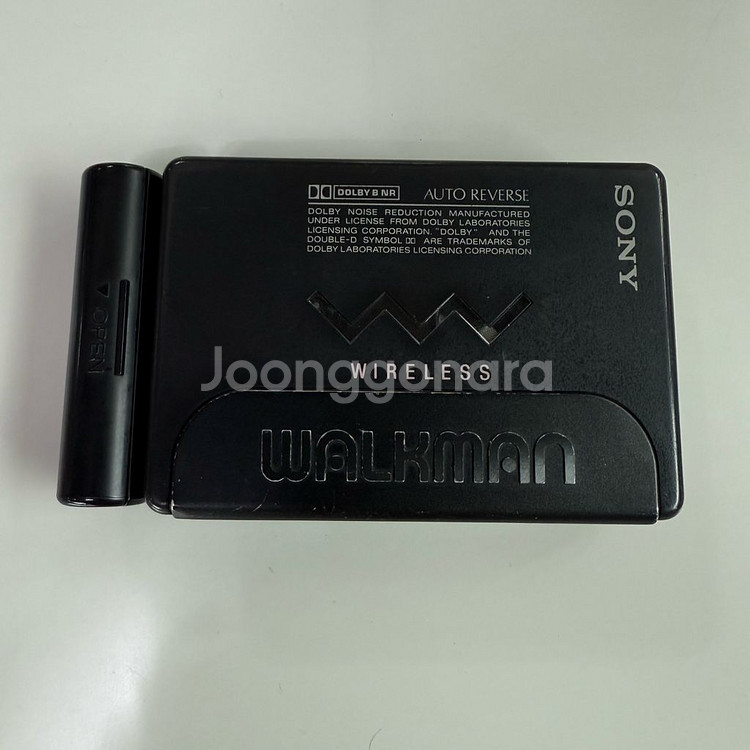 DOLBY B NR AUTO REVERSE
DOLBY NOISE REDUCTION MANUFACTURED
UNDER LICENSE FROM DOLBY LABORATORIES
LICENSING CORPORATION. "DOLBY" AND THE
DOUBLE-D SYMBOL ARE TRADEMARKS OF
DOLBY LABORATORIES LICENSING CORPORATION
SONY
WIRELESS
Joonggonara
WALKMAN
OPEN